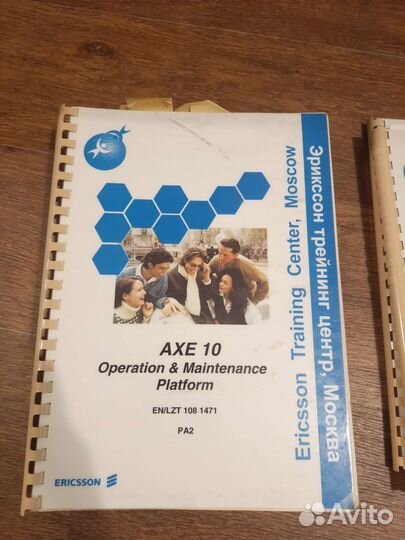 AXE 10
Operation & Maintenance
Platform
EN/LZT 108 1471
PA2
ERICSSON
Ericsson Training Center, Moscow
Эрикссон трейнинг центр, Москва
Avito